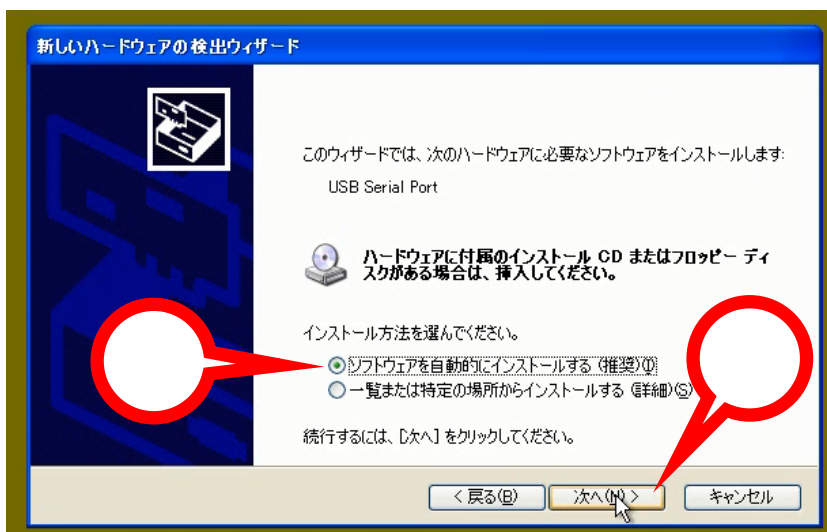 新しいハードウェアの検出ウィザード
このウィザードでは、次のハードウェアに必要なソフトウェアをインストールします:
USB Serial Port
ハードウェアに付属のインストール CD またはフロッピー ディ
スクがある場合は、挿入してください。
インストール方法を選んでください。
ソフトウェアを自動的にインストールする (推奨)(I)
一覧または特定の場所からインストールする (詳細)(S)
続行するには、[次へ] をクリックしてください。
< 戻る(B)
次へ(N) >
キャンセル